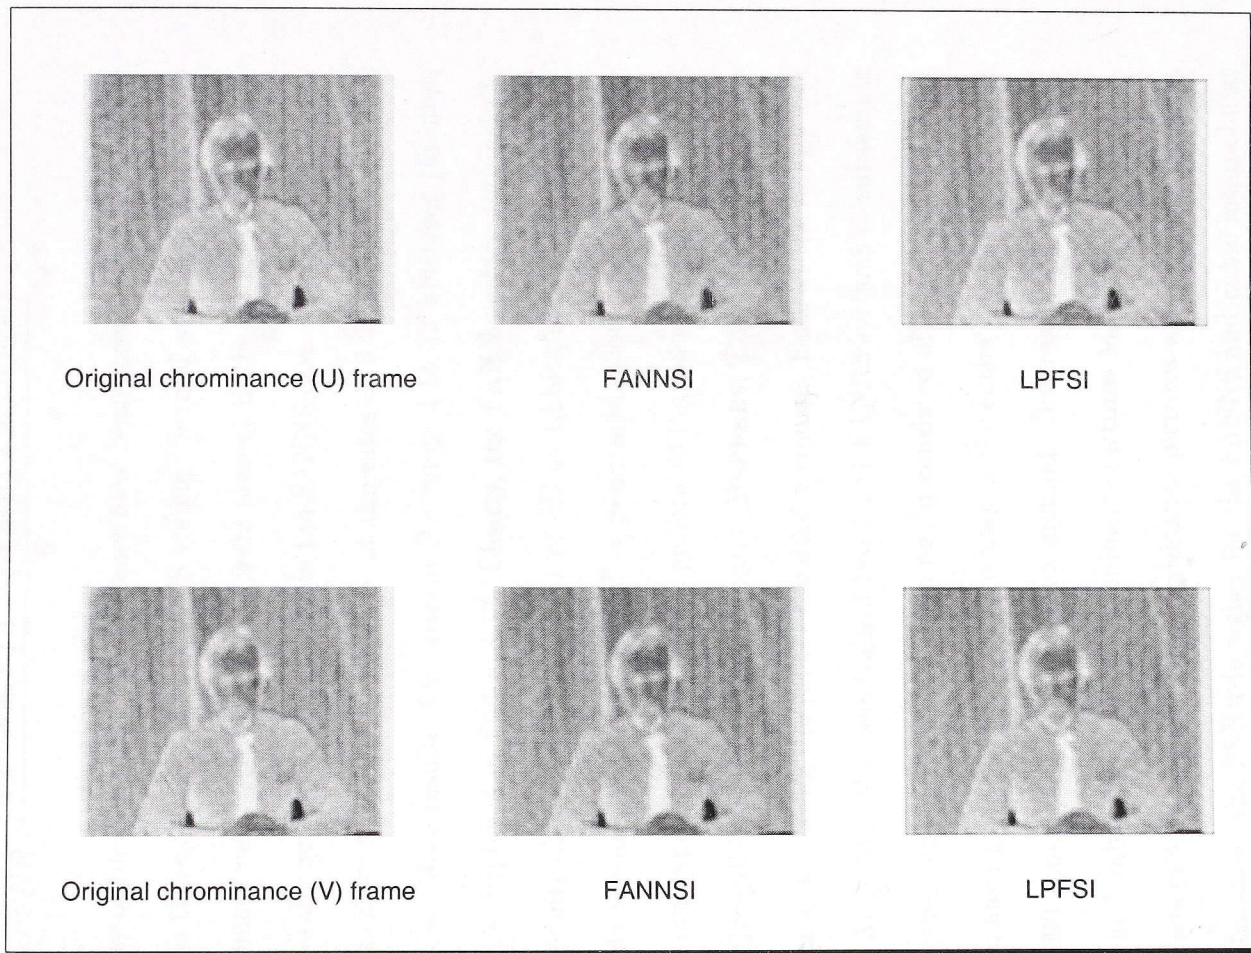 Original chrominance (U) frame
FANNSI
LPFSI
Original chrominance (V) frame
FANNSI
LPFSI